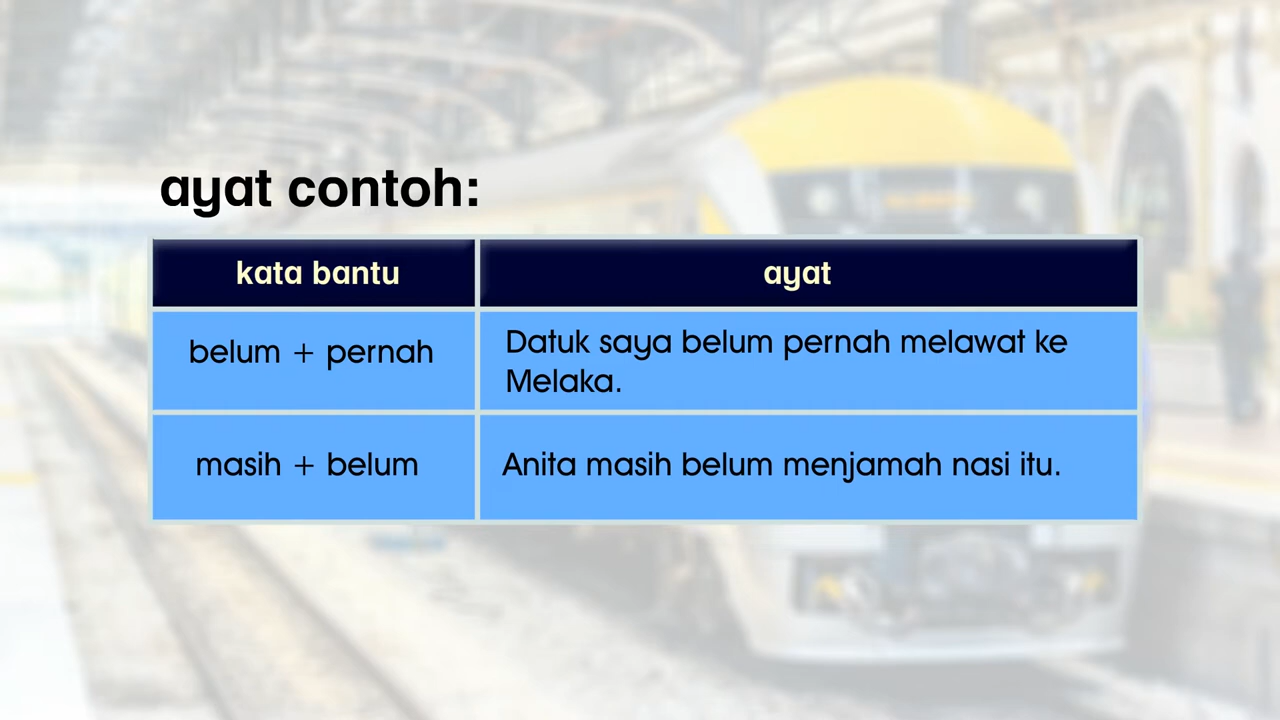 ayat contoh:
kata bantu
ayat
belum + pernah
Datuk saya belum pernah melawat ke
Melaka.
masih + belum
Anita masih belum menjamah nasi itu.